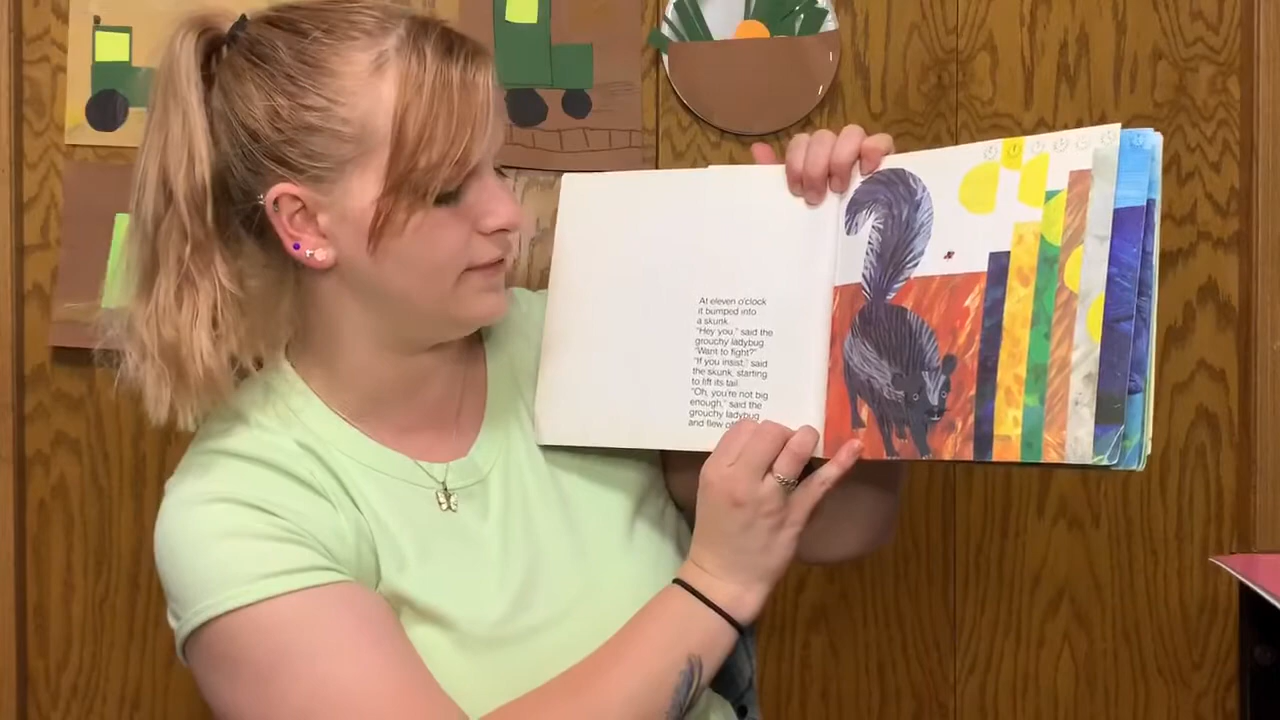 At eleven o'clock
it bumped into
a skunk.
"Hey you," said the
grouchy ladybug
"Want to fight?"
"If you insist," said
the skunk, starting
to lift its tail.
"Oh, you're not big
enough," said the
grouchy ladybug
and flew